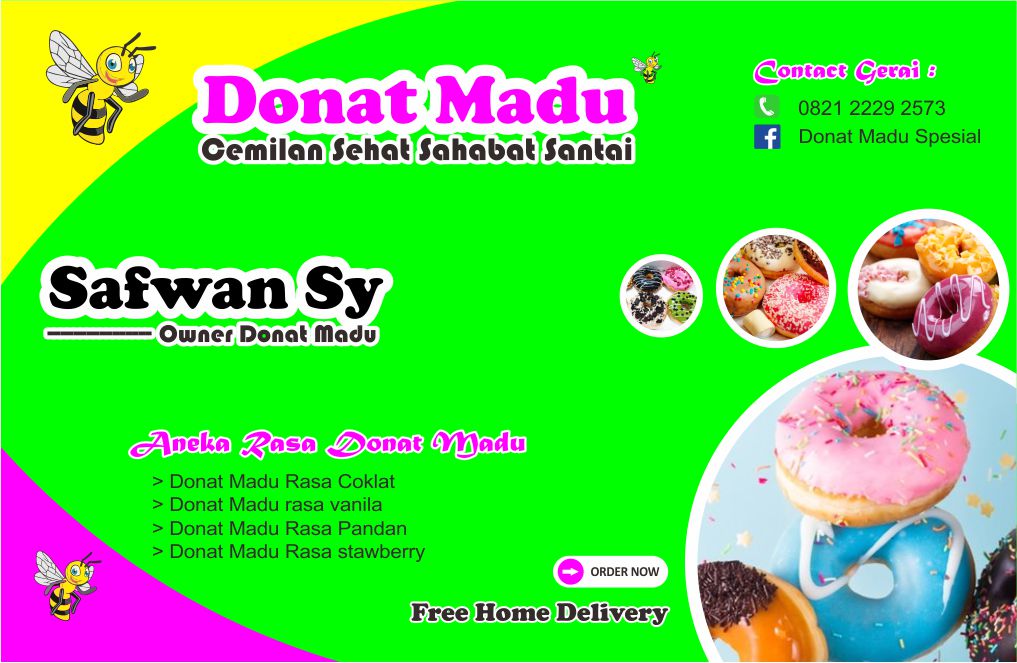 Donat Madu
Cemilan Sehat Sahabat Santai
Contact Gerai :
0821 2229 2573
Donat Madu Spesial
Safwan Sy
Owner Donat Madu
Aneka Rasa Donat Madu
> Donat Madu Rasa Coklat
> Donat Madu rasa vanila
> Donat Madu Rasa Pandan
> Donat Madu Rasa stawberry
ORDER NOW
Free Home Delivery